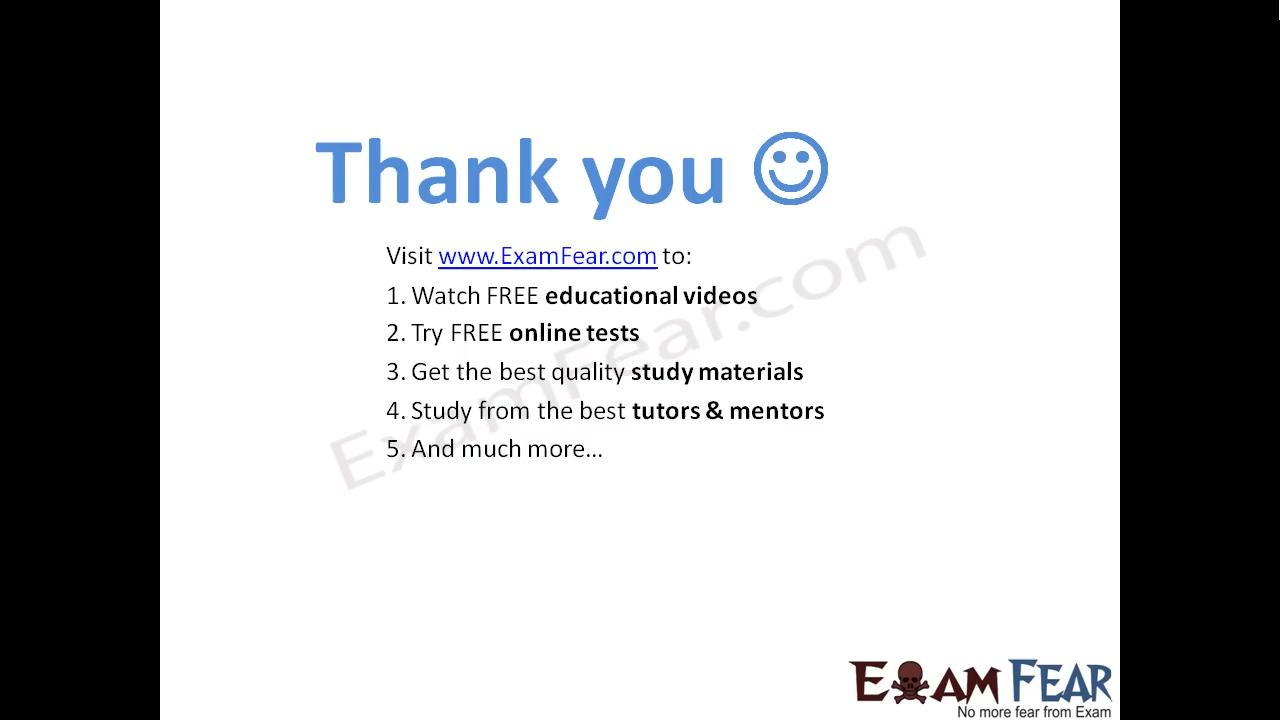 Thank you ☺
Visit www.ExamFear.com to:
1. Watch FREE educational videos
2. Try FREE online tests
3. Get the best quality study materials
4. Study from the best tutors & mentors
5. And much more...
ExamFear.com
EXAM FEAR
No more fear from Exam